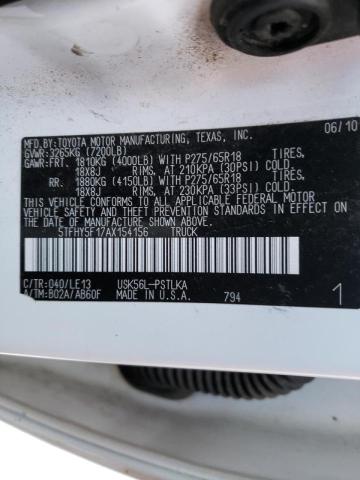 MFD. BY:TOYOTA MOTOR MANUFACTURING, TEXAS, INC. 06/10
GVWR: 3265KG (7200LB)
GAWR:FRT. 1810KG (4000LB) WITH P275/65R18 TIRES,
18X8J RIMS, AT 210KPA (30PSI) COLD.
RR. 1880KG (4150LB) WITH P275/65R18 TIRES,
18X8J RIMS, AT 230KPA (33PSI) COLD.
THIS VEHICLE CONFORMS TO ALL APPLICABLE FEDERAL MOTOR VEHICLE SAFETY STANDARDS IN EFFECT ON THE DATE OF MANUFACTURE SHOWN ABOVE.
5TFHY5F17AX154156 TRUCK
C/TR:040/LE13 USK56L-PSTLKA
A/TM:B02A/AB60F MADE IN U.S.A. 794 1